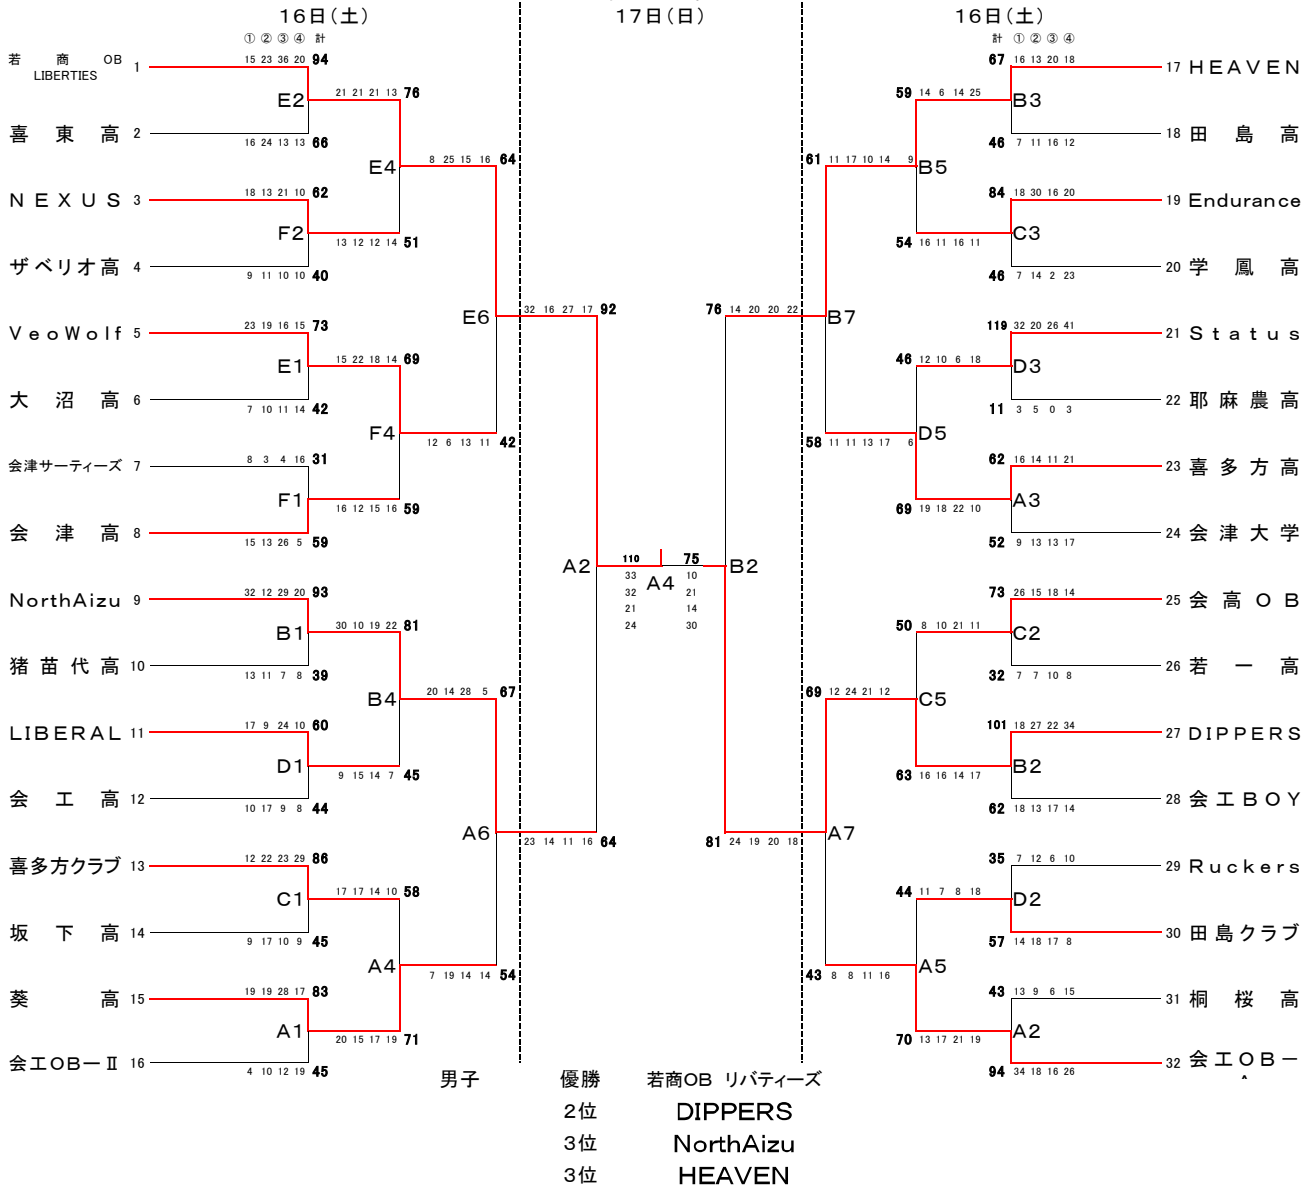 16日(土) 17日(日) 16日(土)
① ② ③ ④ 計 計 ① ② ③ ④
若商OB LIBERTIES 1 15 23 36 20 94 67 16 13 20 18 17 HEAVEN
E2 21 21 21 13 76 59 14 6 14 25 B3
喜東高 2 16 24 13 13 66 46 7 11 16 12 18 田島高
E4 8 25 15 16 64 61 11 17 10 14 9 B5
NEXUS 3 18 13 21 10 62 84 18 30 16 20 19 Endurance
F2 13 12 12 14 51 54 16 11 16 11 C3
ザベリオ高 4 9 11 10 10 40 46 7 14 2 23 20 学鳳高
E6 32 16 27 17 92 76 14 20 20 22 B7
VeoWolf 5 23 19 16 15 73 119 32 20 26 41 21 Status
E1 15 22 18 14 69 46 12 10 6 18 D3
大沼高 6 7 10 11 14 42 11 3 5 0 3 22 耶麻農高
F4 12 6 13 11 42 58 11 11 13 17 6 D5
会津サーティーズ 7 8 3 4 16 31 62 16 14 11 21 23 喜多方高
F1 16 12 15 16 59 69 19 18 22 10 A3
会津高 8 15 13 26 5 59 52 9 13 13 17 24 会津大学
A2 110 75 B2
A4
33 10
32 21
21 14
24 30
NorthAizu 9 32 12 29 20 93 73 26 15 18 14 25 会高OB
B1 30 10 19 22 81 50 8 10 21 11 C2
猪苗代高 10 13 11 7 8 39 32 7 7 10 8 26 若一高
B4 20 14 28 5 67 69 12 24 21 12 C5
LIBERAL 11 17 9 24 10 60 101 18 27 22 34 27 DIPPERS
D1 9 15 14 7 45 63 16 16 14 17 B2
会工高 12 10 17 9 8 44 62 18 13 17 14 28 会工BOY
A6 23 14 11 16 64 81 24 19 20 18 A7
喜多方クラブ 13 12 22 23 29 86 35 7 12 6 10 29 Ruckers
C1 17 17 14 10 58 44 11 7 8 18 D2
坂下高 14 9 17 10 9 45 57 14 18 17 8 30 田島クラブ
A4 7 19 14 14 54 43 8 8 11 16 A5
葵高 15 19 19 28 17 83 43 13 9 6 15 31 桐桜高
A1 20 15 17 19 71 70 13 17 21 19 A2
会工OBーⅡ 16 4 10 12 19 45 94 34 18 16 26 32 会工OBー
男子 優勝 若商OB リバティーズ
2位 DIPPERS
3位 NorthAizu
3位 HEAVEN